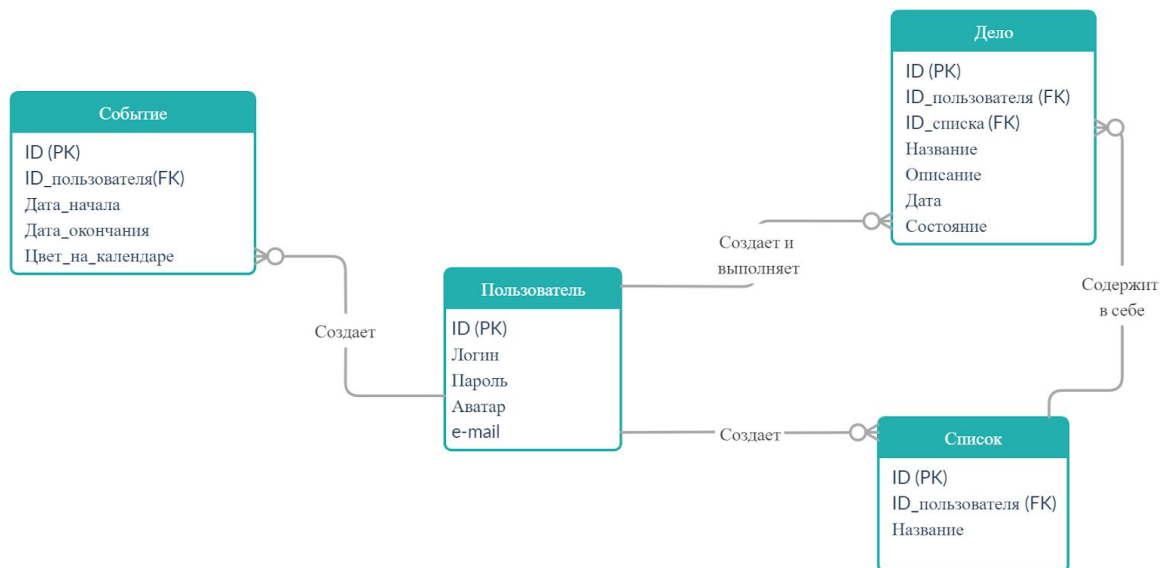 Дело
ID (PK)
ID_пользователя (FK)
ID_списка (FK)
Название
Описание
Дата
Состояние
Событие
ID (PK)
ID_пользователя(FK)
Дата_начала
Дата_окончания
Цвет_на_календаре
Создает и
выполняет
Содержит
в себе
Пользователь
ID (PK)
Логин
Пароль
Аватар
e-mail
Создает
Создает
Список
ID (PK)
ID_пользователя (FK)
Название